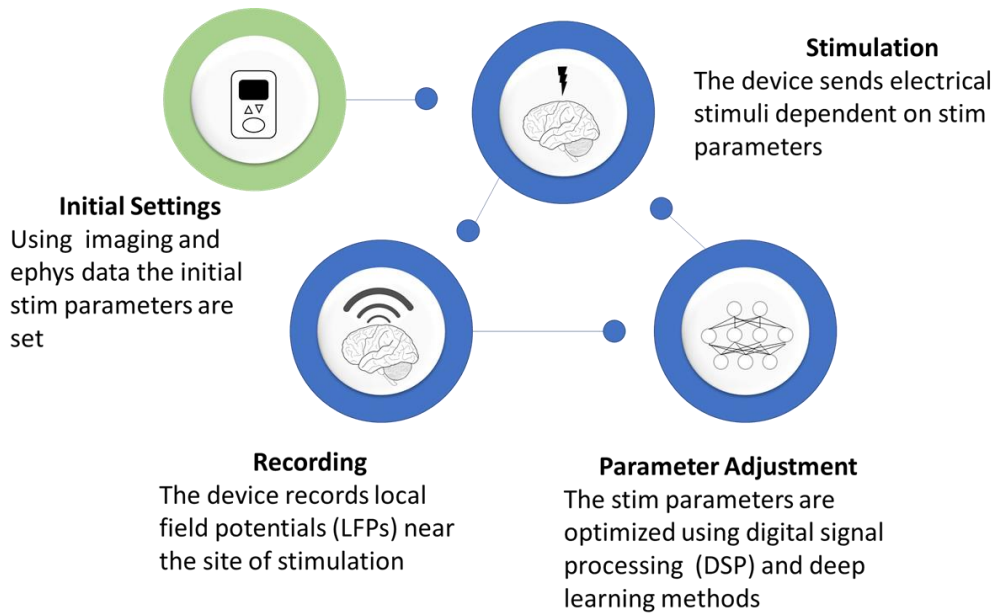 Stimulation
The device sends electrical
stimuli dependent on stim
parameters
Initial Settings
Using imaging and
ephys data the initial
stim parameters are
set
Recording
The device records local
field potentials (LFPs) near
the site of stimulation
Parameter Adjustment
The stim parameters are
optimized using digital signal
processing (DSP) and deep
learning methods